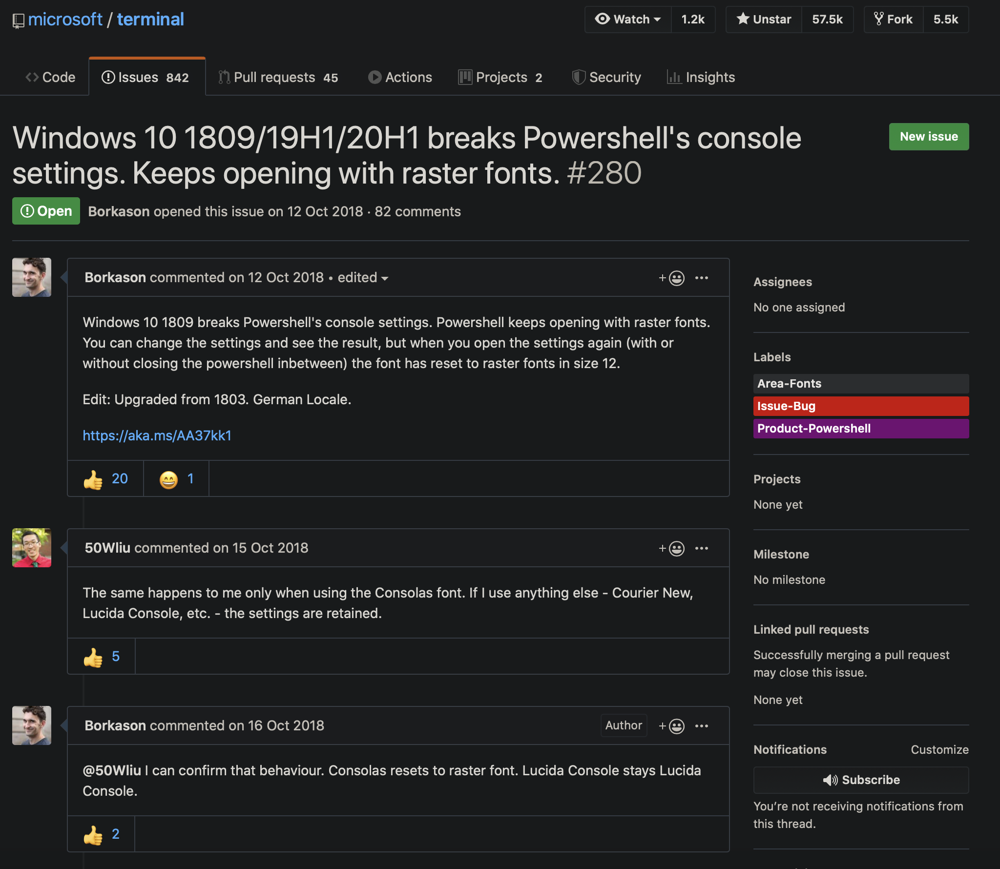 microsoft / terminal
Watch 1.2k Unstar 57.5k Fork 5.5k
Code Issues 842 Pull requests 45 Actions Projects 2 Security Insights
Windows 10 1809/19H1/20H1 breaks Powershell's console
settings. Keeps opening with raster fonts. #280
New issue
Open Borkason opened this issue on 12 Oct 2018 · 82 comments
Borkason commented on 12 Oct 2018 • edited
Windows 10 1809 breaks Powershell's console settings. Powershell keeps opening with raster fonts.
You can change the settings and see the result, but when you open the settings again (with or
without closing the powershell inbetween) the font has reset to raster fonts in size 12.
Edit: Upgraded from 1803. German Locale.
https://aka.ms/AA37kk1
👍 20 😄 1
50Wliu commented on 15 Oct 2018
The same happens to me only when using the Consolas font. If I use anything else - Courier New,
Lucida Console, etc. - the settings are retained.
👍 5
Borkason commented on 16 Oct 2018 Author
@50Wliu I can confirm that behaviour. Consolas resets to raster font. Lucida Console stays Lucida
Console.
👍 2
Assignees
No one assigned
Labels
Area-Fonts
Issue-Bug
Product-Powershell
Projects
None yet
Milestone
No milestone
Linked pull requests
Successfully merging a pull request
may close this issue.
None yet
Notifications Customize
Subscribe
You’re not receiving notifications from
this thread.